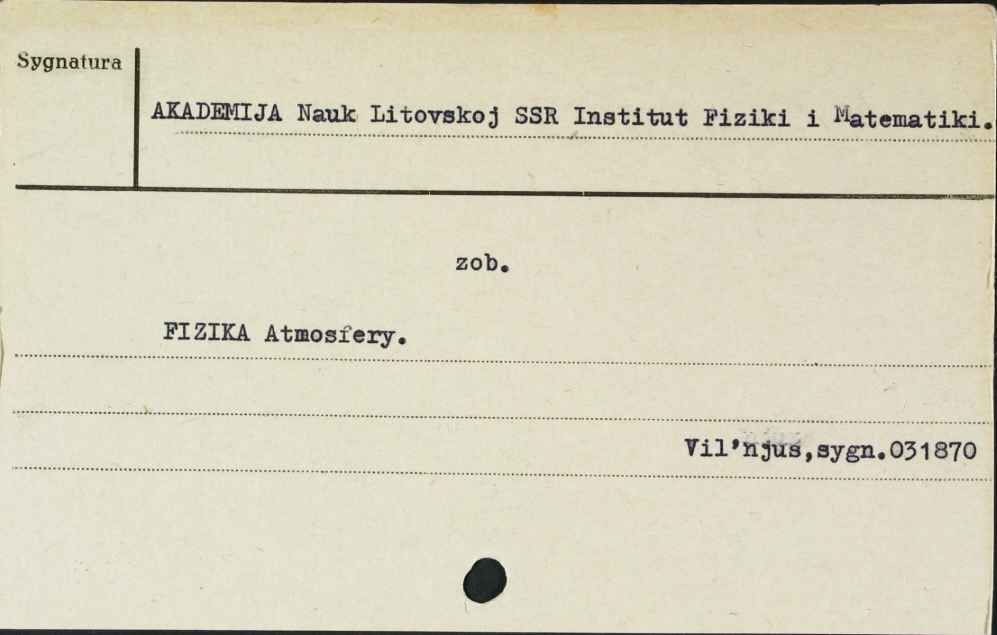 Sygnatura
AKADEMIJA Nauk Litovskoj SSR Institut Fiziki i Matematiki.
zob.
FIZIKA Atmosfery.
Vil'njus,sygn.031870